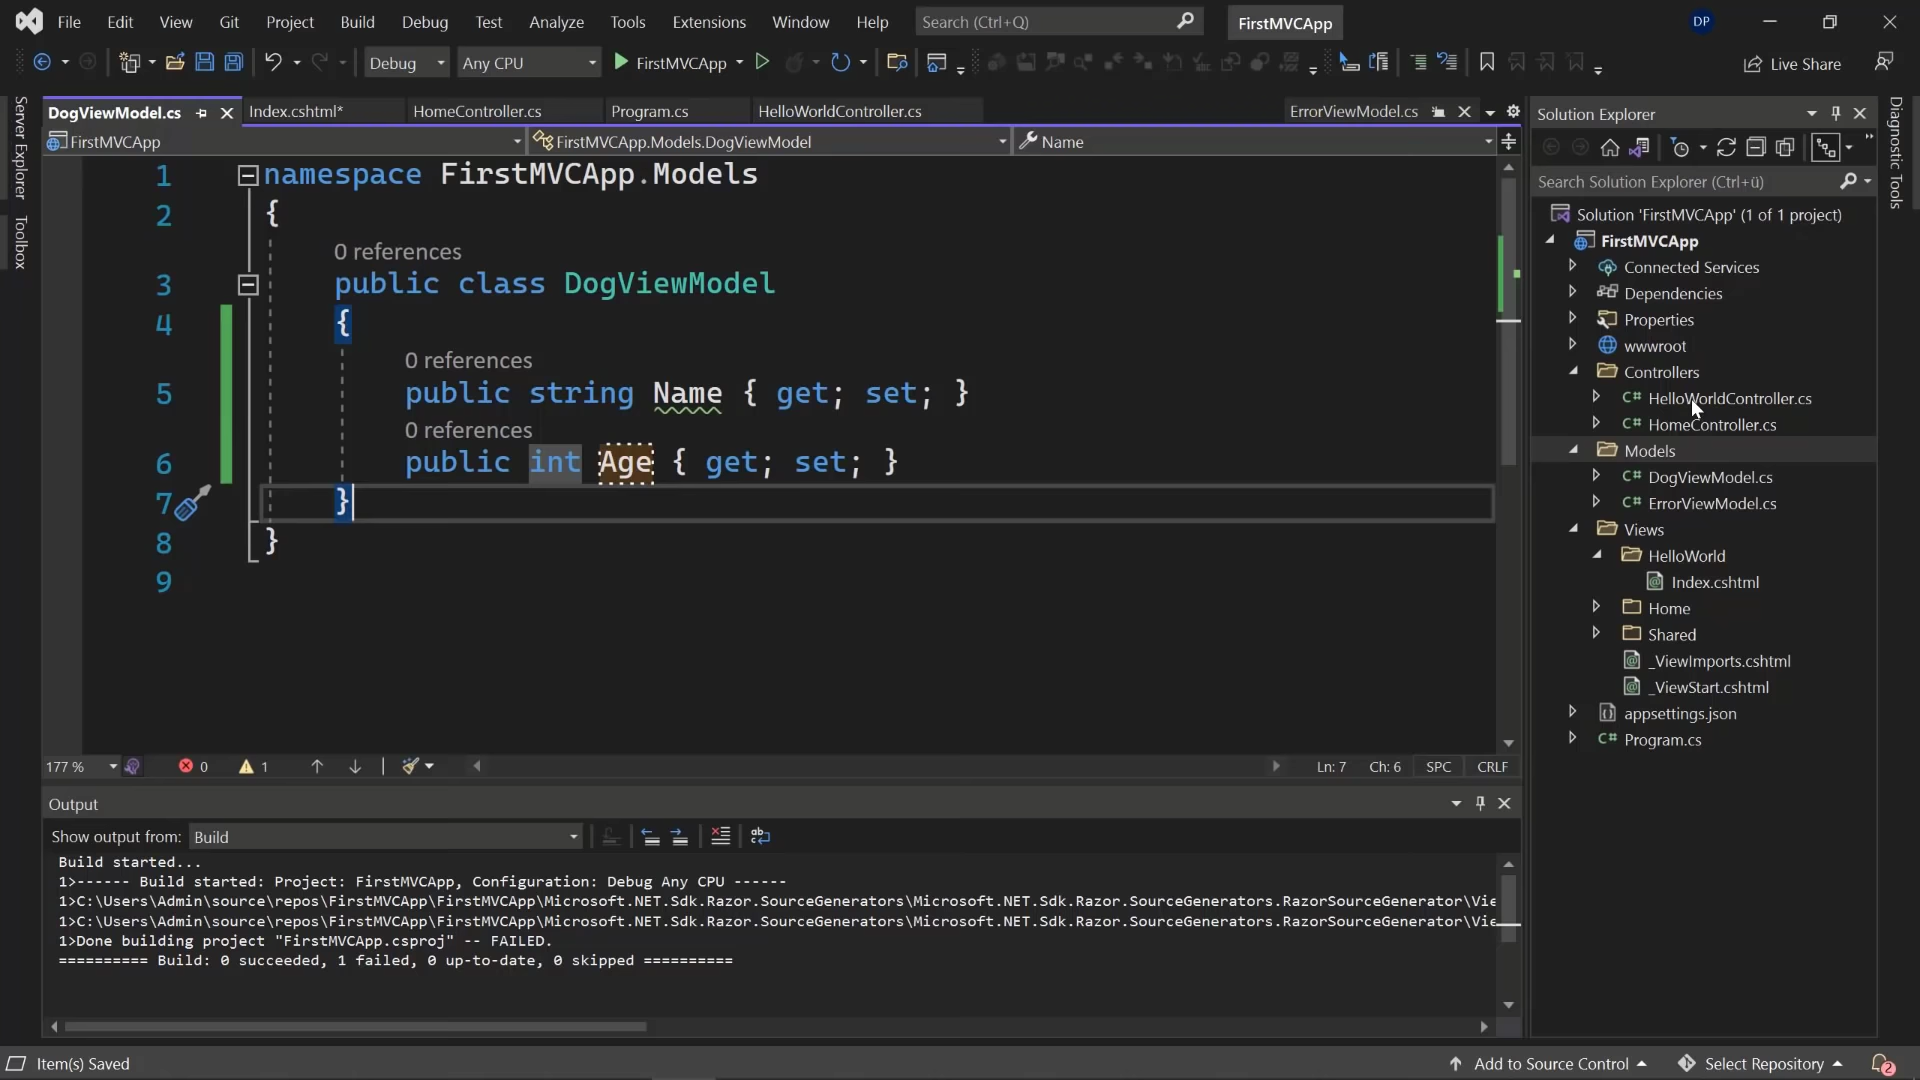 File Edit View Git Project Build Debug Test Analyze Tools Extensions Window Help Search (Ctrl+Q) FirstMVCApp DP
Debug Any CPU FirstMVCApp Live Share
Server Explorer
Toolbox
DogViewModel.cs Index.cshtml* HomeController.cs Program.cs HelloWorldController.cs ErrorViewModel.cs
FirstMVCApp FirstMVCApp.Models.DogViewModel Name
1 namespace FirstMVCApp.Models
2 {
0 references
3 public class DogViewModel
4 {
0 references
5 public string Name { get; set; }
0 references
6 public int Age { get; set; }
7 }
8 }
9
177 % 0 1 Ln: 7 Ch: 6 SPC CRLF
Output
Show output from: Build
Build started...
1>------ Build started: Project: FirstMVCApp, Configuration: Debug Any CPU ------
1>C:\Users\Admin\source\repos\FirstMVCApp\FirstMVCApp\Microsoft.NET.Sdk.Razor.SourceGenerators\Microsoft.NET.Sdk.Razor.SourceGenerators.RazorSourceGenerator\Vie
1>C:\Users\Admin\source\repos\FirstMVCApp\FirstMVCApp\Microsoft.NET.Sdk.Razor.SourceGenerators\Microsoft.NET.Sdk.Razor.SourceGenerators.RazorSourceGenerator\Vie
1>Done building project "FirstMVCApp.csproj" -- FAILED.
========== Build: 0 succeeded, 1 failed, 0 up-to-date, 0 skipped ==========
Solution Explorer
Search Solution Explorer (Ctrl+ü)
Solution 'FirstMVCApp' (1 of 1 project)
FirstMVCApp
Connected Services
Dependencies
Properties
wwwroot
Controllers
C# HelloWorldController.cs
C# HomeController.cs
Models
C# DogViewModel.cs
C# ErrorViewModel.cs
Views
HelloWorld
Index.cshtml
Home
Shared
_ViewImports.cshtml
_ViewStart.cshtml
appsettings.json
C# Program.cs
Diagnostic Tools
Item(s) Saved Add to Source Control Select Repository 2